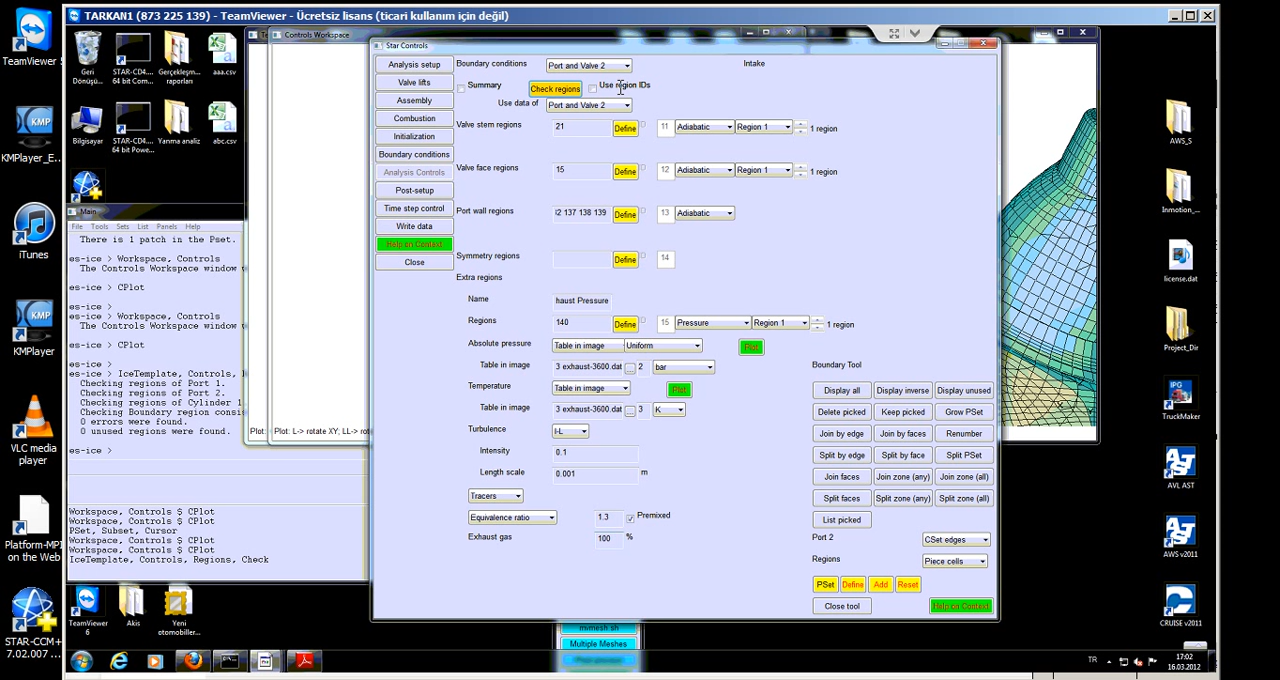 TARKAN1 (873 225 139) - TeamViewer - Ücretsiz lisans (ticari kullanım için değil)
TeamViewer
KMPlayer_E...
iTunes
KMPlayer
VLC media
player
Platform-MPI
on the Web
STAR-CCM+
7.02.007 ...
Geri
Dönüşü...
STAR-CD4...
64 bit Com...
Gerçekleşm...
raporları
aaa.csv
Bilgisayar
STAR-CD4...
64 bit Powe...
Yanma analiz
abc.csv
Controls Workspace
Main
File Tools Sets List Panels Help
There is 1 patch in the Pset.
es-ice > Workspace, Controls
The Controls Workspace window w
es-ice > CPlot
es-ice >
es-ice > Workspace, Controls
The Controls Workspace window w
es-ice > CPlot
es-ice >
es-ice > IceTemplate, Controls,
Checking regions of Port 1.
Checking regions of Port 2.
Checking regions of Cylinder 1
Checking Boundary region consi
0 errors were found.
0 unused regions were found.
es-ice >
Workspace, Controls $ CPlot
Workspace, Controls $ CPlot
PSet, Subset, Cursor
Workspace, Controls $ CPlot
Workspace, Controls $ CPlot
IceTemplate, Controls, Regions, Check
Plot:
Plot: L-> rotate XY; LL-> rot
Star Controls
Analysis setup
Valve lifts
Assembly
Combustion
Initialization
Boundary conditions
Analysis Controls
Post-setup
Time step control
Write data
Help on Context
Close
Boundary conditions Port and Valve 2 Intake
Summary Check regions Use region IDs
Use data of Port and Valve 2
Valve stem regions 21 Define 11 Adiabatic Region 1 1 region
Valve face regions 15 Define 12 Adiabatic Region 1 1 region
Port wall regions i2 137 138 139 Define 13 Adiabatic
Symmetry regions Define 14
Extra regions
Name haust Pressure
Regions 140 Define 15 Pressure Region 1 1 region
Absolute pressure Table in image Uniform Plot
Table in image 3 exhaust-3600.dat ... 2 bar
Temperature Table in image Plot
Table in image 3 exhaust-3600.dat ... 3 K
Turbulence I-L
Intensity 0.1
Length scale 0.001 m
Tracers
Equivalence ratio 1.3 Premixed
Exhaust gas 100 %
Boundary Tool
Display all Display inverse Display unused
Delete picked Keep picked Grow PSet
Join by edge Join by faces Renumber
Split by edge Split by face Split PSet
Join faces Join zone (any) Join zone (all)
Split faces Split zone (any) Split zone (all)
List picked
Port 2 CSet edges
Regions Piece cells
PSet Define Add Reset
Close tool Help on Context
mimesh.sh
Multiple Meshes
AWS_S
Inmotion_...
license.dat
Project_Dir
TruckMaker
AVL AST
AWS v2011
CRUISE v2011
TeamViewer
6
Akis
Yeni
otomobiller...
TR
17:02
16.03.2012